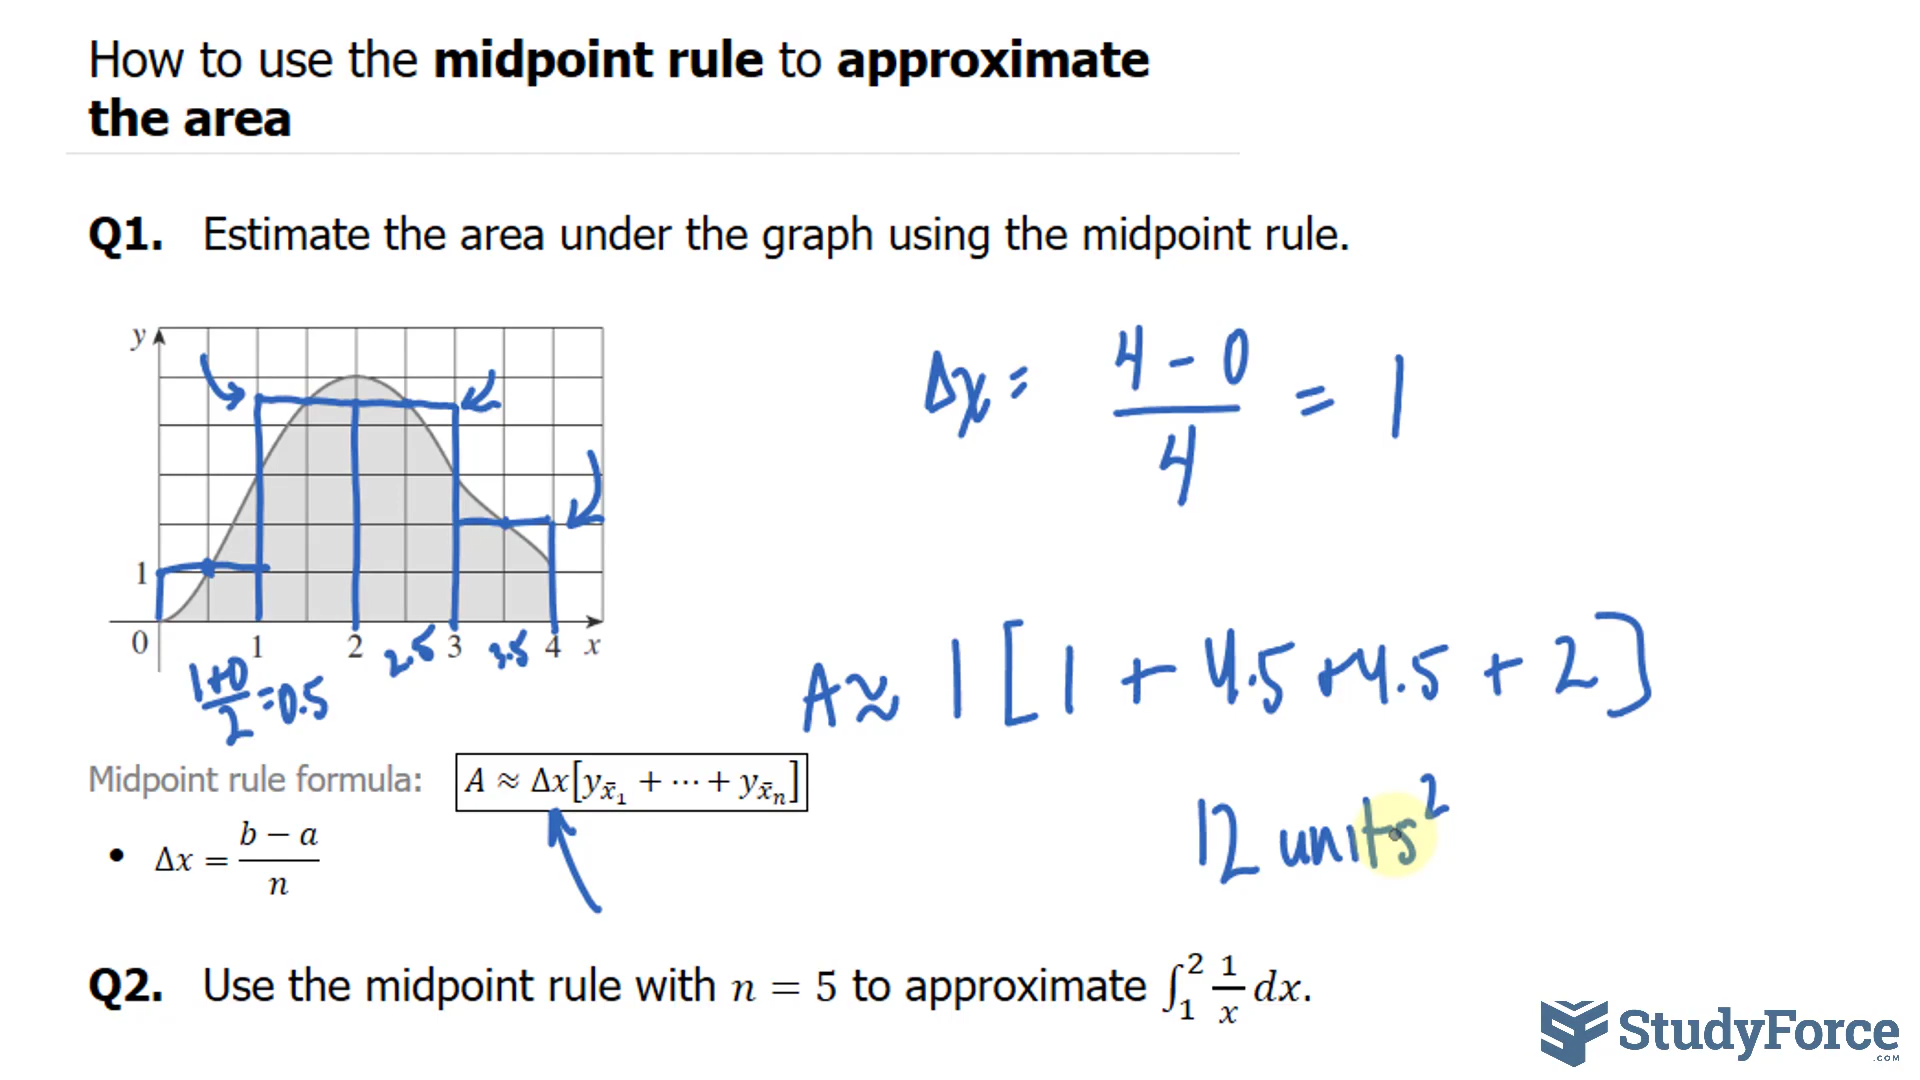 How to use the midpoint rule to approximate
the area
Q1. Estimate the area under the graph using the midpoint rule.
y
1
0 1 2 2.5 3 3.5 4 x
(1+0)/2 = 0.5
Δx = (4 - 0)/4 = 1
A ≈ 1 [ 1 + 4.5 + 4.5 + 2 ]
12 units²
Midpoint rule formula: A ≈ Δx[y_x̄₁ + ⋯ + y_x̄ₙ]
• Δx = (b − a)/n
Q2. Use the midpoint rule with n = 5 to approximate ∫₁² 1/x dx.
StudyForce
.COM